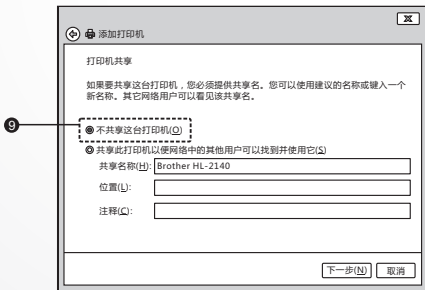 添加打印机
打印机共享
如果要共享这台打印机，您必须提供共享名。您可以使用建议的名称或键入一个
新名称。其它网络用户可以看见该共享名。
9
不共享这台打印机(O)
共享此打印机以便网络中的其他用户可以找到并使用它(S)
共享名称(H): Brother HL-2140
位置(L):
注释(C):
下一步(N) 取消